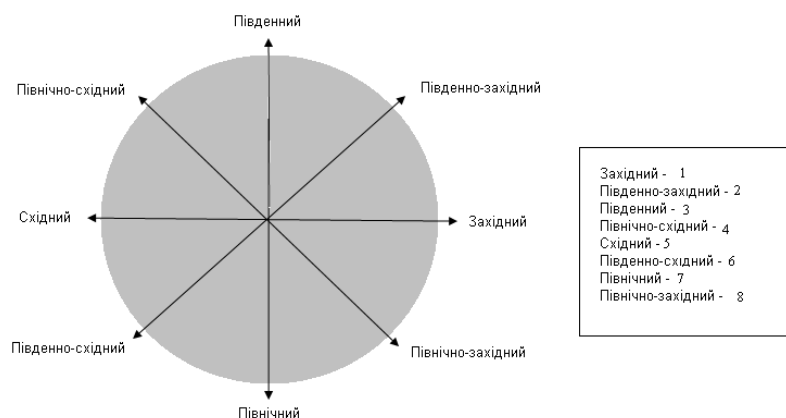 Південний
Північно-східний
Південно-західний
Східний
Західний
Південно-східний
Північно-західний
Північний
Західний - 1
Південно-західний - 2
Південний - 3
Північно-східний - 4
Східний - 5
Південно-східний - 6
Північний - 7
Північно-західний - 8